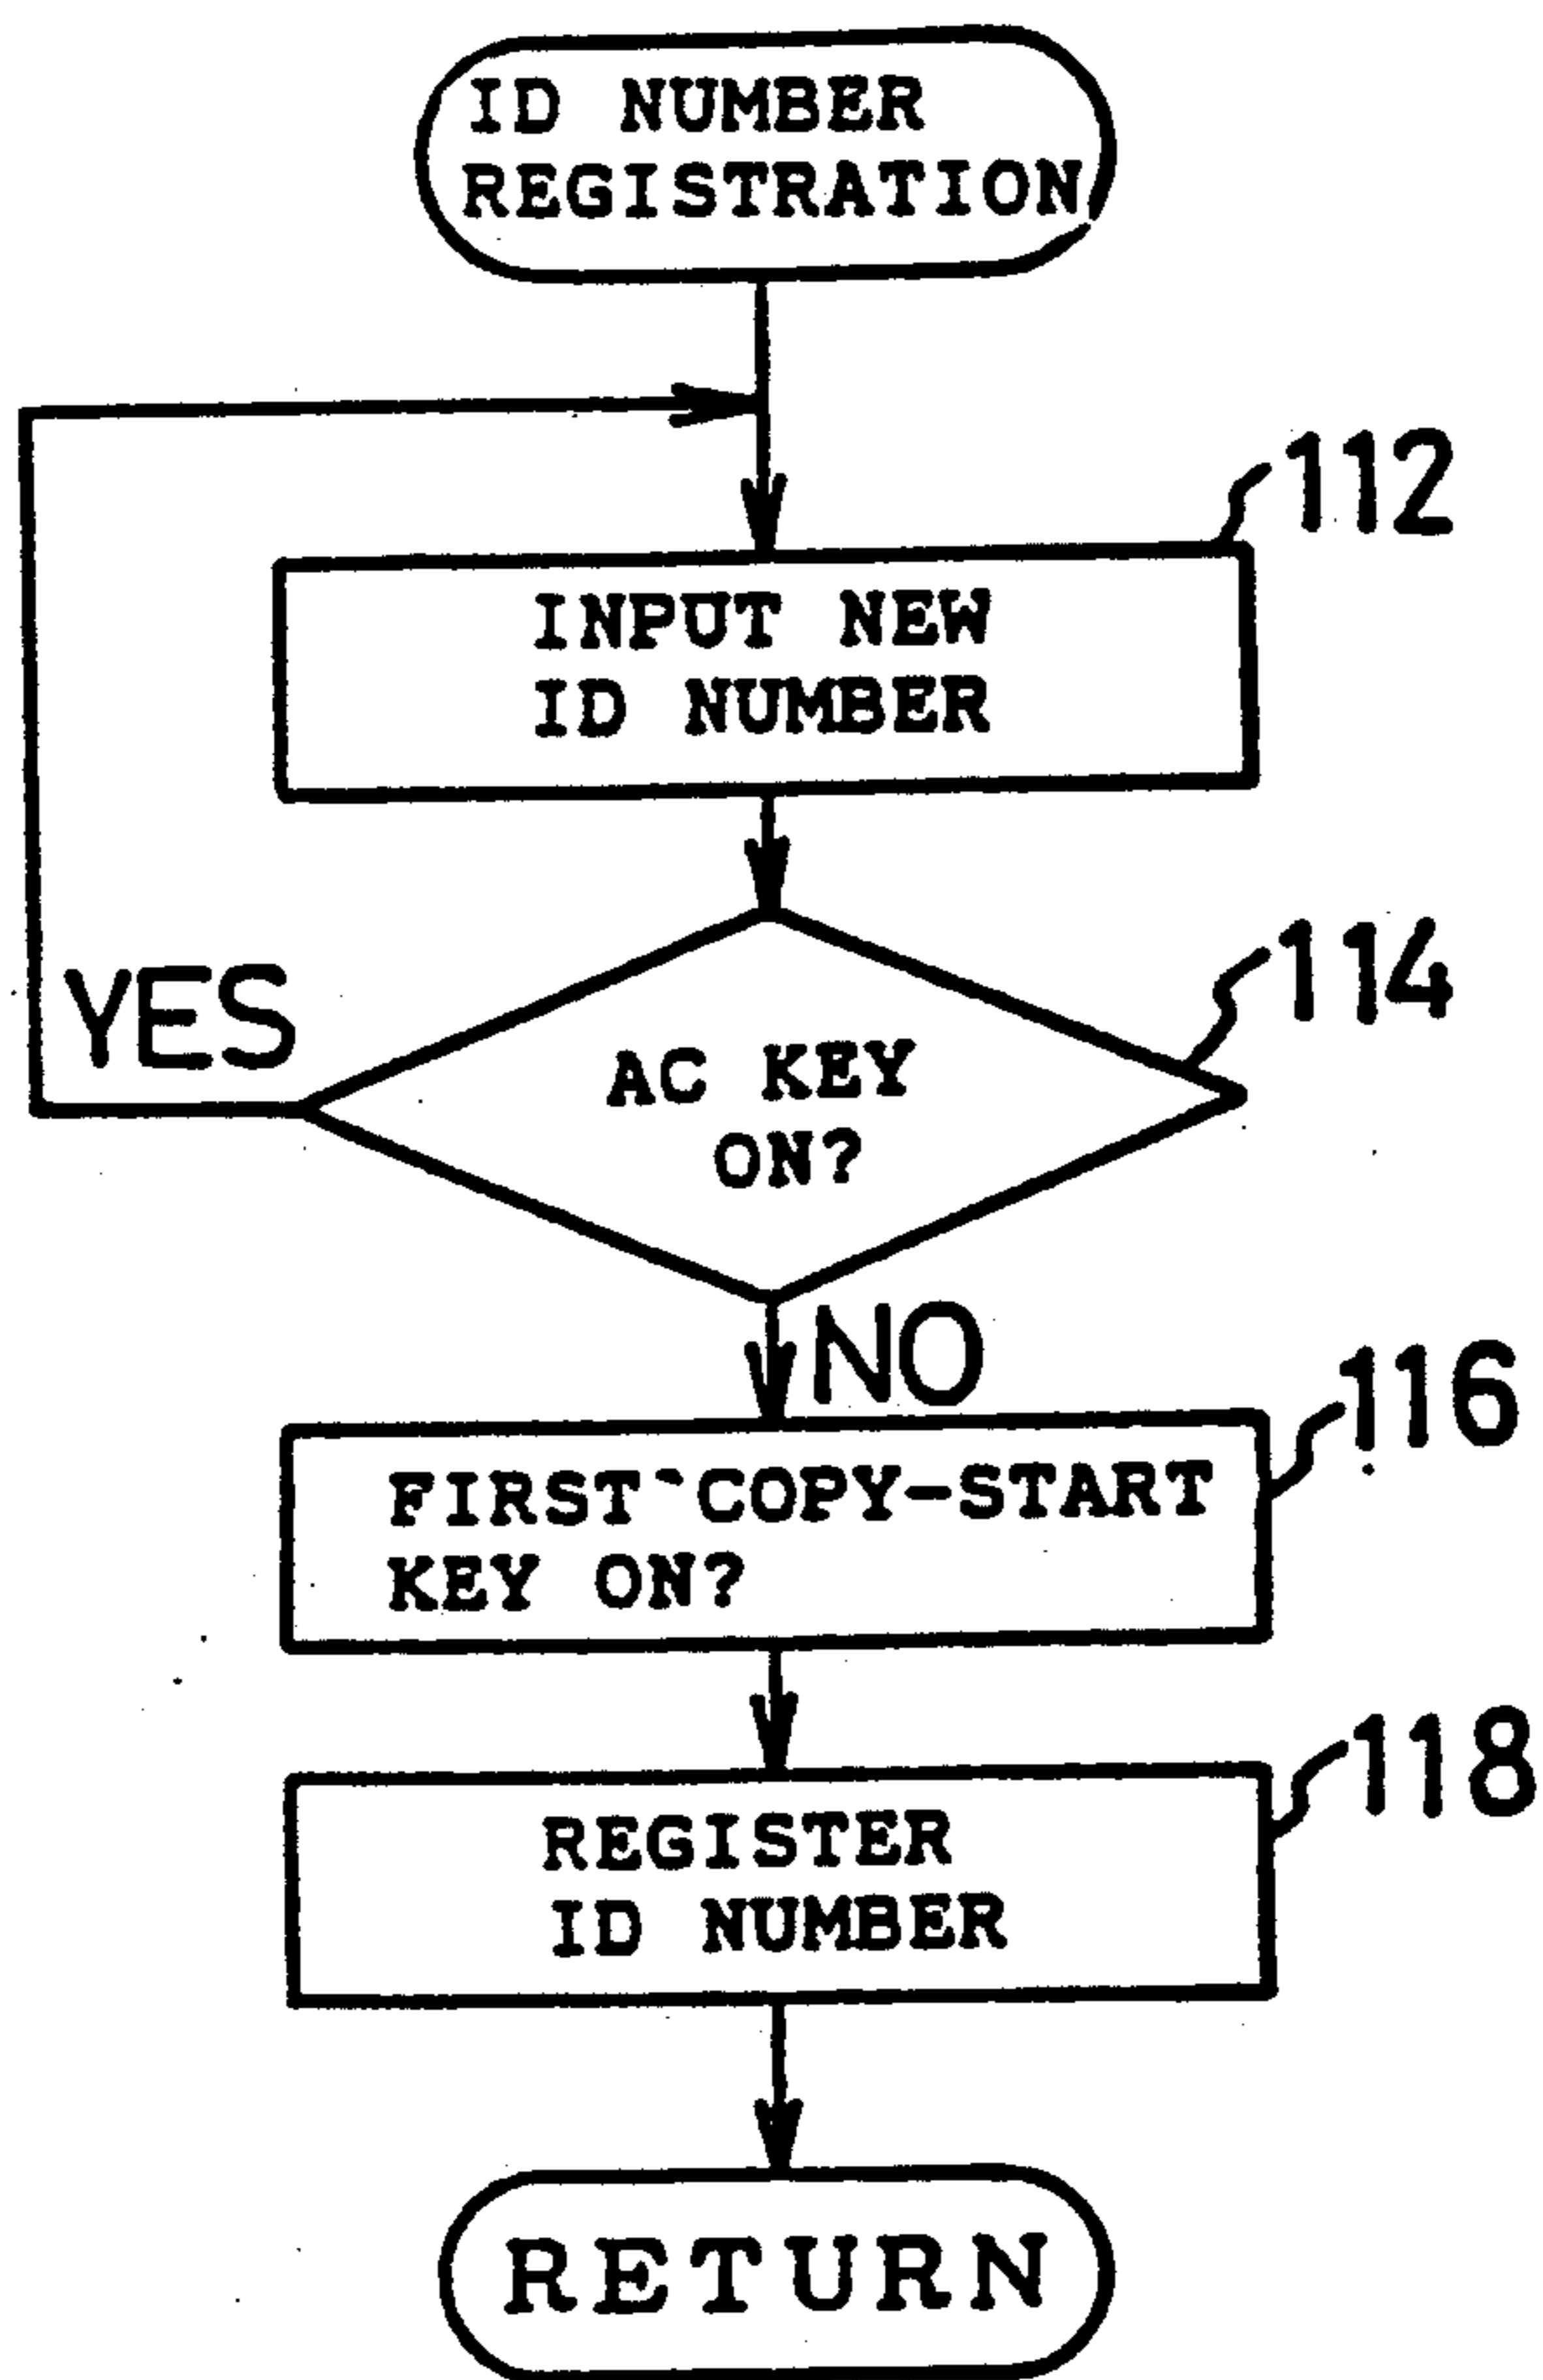 ID NUMBER
REGISTRATION
112
INPUT NEW
ID NUMBER
114
YES
AC KEY
ON?
NO
116
FIRST-COPY-START
KEY ON?
118
REGISTER
ID NUMBER
RETURN